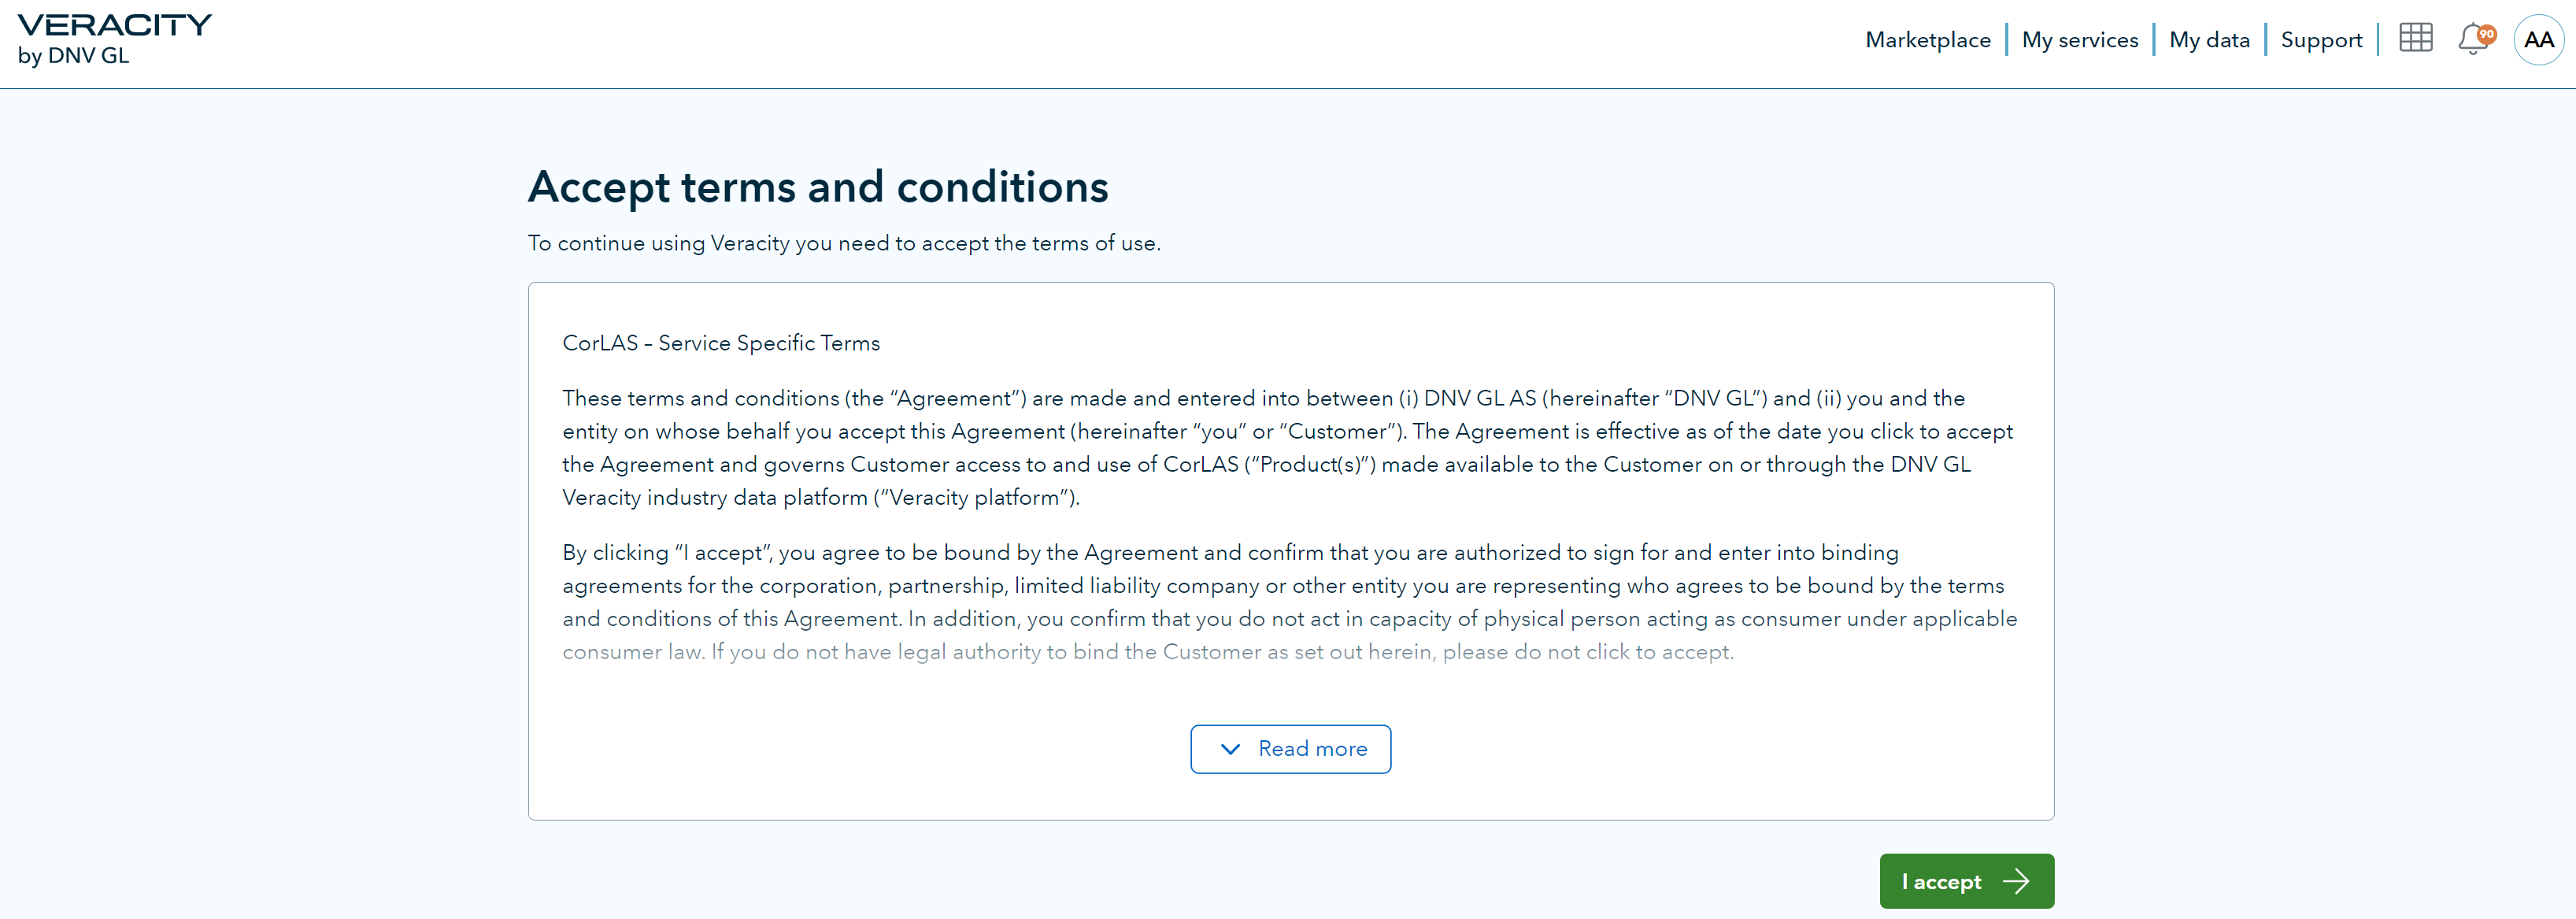 VERACITY
by DNV GL
Marketplace
My services
My data
Support
90
AA
Accept terms and conditions
To continue using Veracity you need to accept the terms of use.
CorLAS – Service Specific Terms
These terms and conditions (the “Agreement”) are made and entered into between (i) DNV GL AS (hereinafter “DNV GL”) and (ii) you and the
entity on whose behalf you accept this Agreement (hereinafter “you” or “Customer”). The Agreement is effective as of the date you click to accept
the Agreement and governs Customer access to and use of CorLAS (“Product(s)”) made available to the Customer on or through the DNV GL
Veracity industry data platform (“Veracity platform”).
By clicking “I accept”, you agree to be bound by the Agreement and confirm that you are authorized to sign for and enter into binding
agreements for the corporation, partnership, limited liability company or other entity you are representing who agrees to be bound by the terms
and conditions of this Agreement. In addition, you confirm that you do not act in capacity of physical person acting as consumer under applicable
consumer law. If you do not have legal authority to bind the Customer as set out herein, please do not click to accept.
Read more
I accept